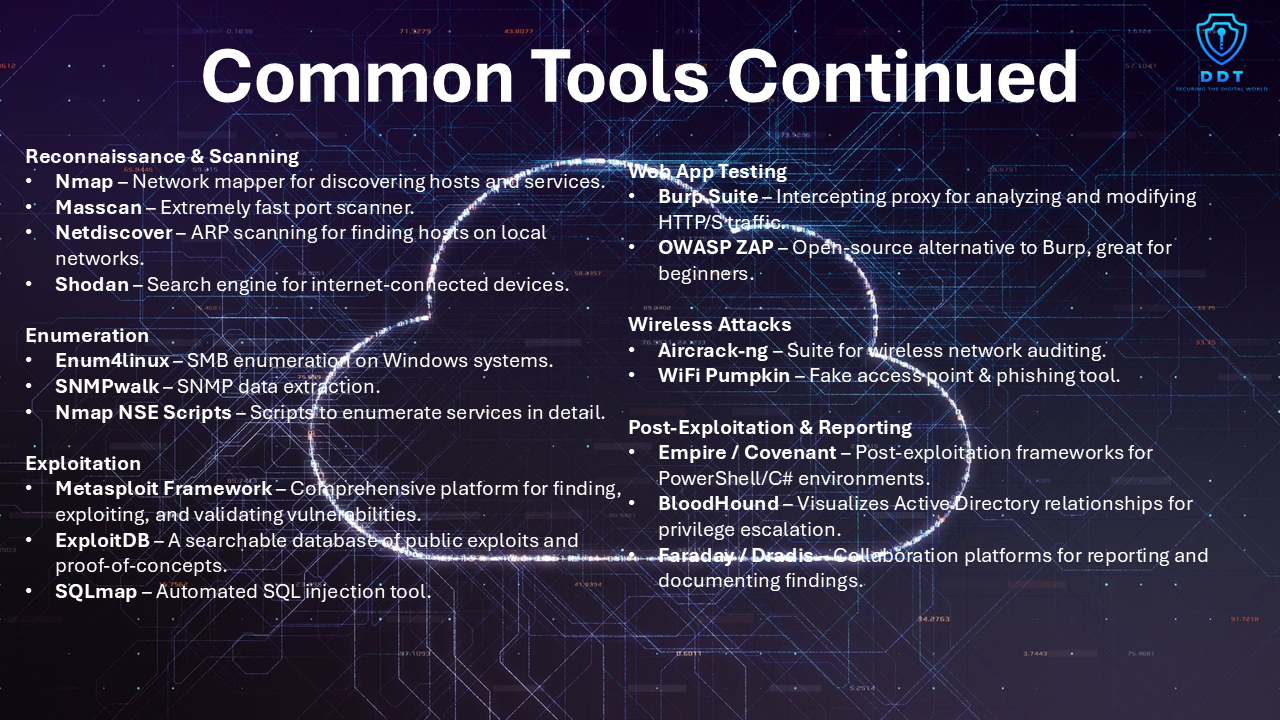 Common Tools Continued
DDT
SECURING THE DIGITAL WORLD
Reconnaissance & Scanning
• Nmap – Network mapper for discovering hosts and services.
• Masscan – Extremely fast port scanner.
• Netdiscover – ARP scanning for finding hosts on local
networks.
• Shodan – Search engine for internet-connected devices.
Enumeration
• Enum4linux – SMB enumeration on Windows systems.
• SNMPwalk – SNMP data extraction.
• Nmap NSE Scripts – Scripts to enumerate services in detail.
Exploitation
• Metasploit Framework – Comprehensive platform for finding,
exploiting, and validating vulnerabilities.
• ExploitDB – A searchable database of public exploits and
proof-of-concepts.
• SQLmap – Automated SQL injection tool.
Web App Testing
• Burp Suite – Intercepting proxy for analyzing and modifying
HTTP/S traffic.
• OWASP ZAP – Open-source alternative to Burp, great for
beginners.
Wireless Attacks
• Aircrack-ng – Suite for wireless network auditing.
• WiFi Pumpkin – Fake access point & phishing tool.
Post-Exploitation & Reporting
• Empire / Covenant – Post-exploitation frameworks for
PowerShell/C# environments.
• BloodHound – Visualizes Active Directory relationships for
privilege escalation.
• Faraday / Dradis – Collaboration platforms for reporting and
documenting findings.